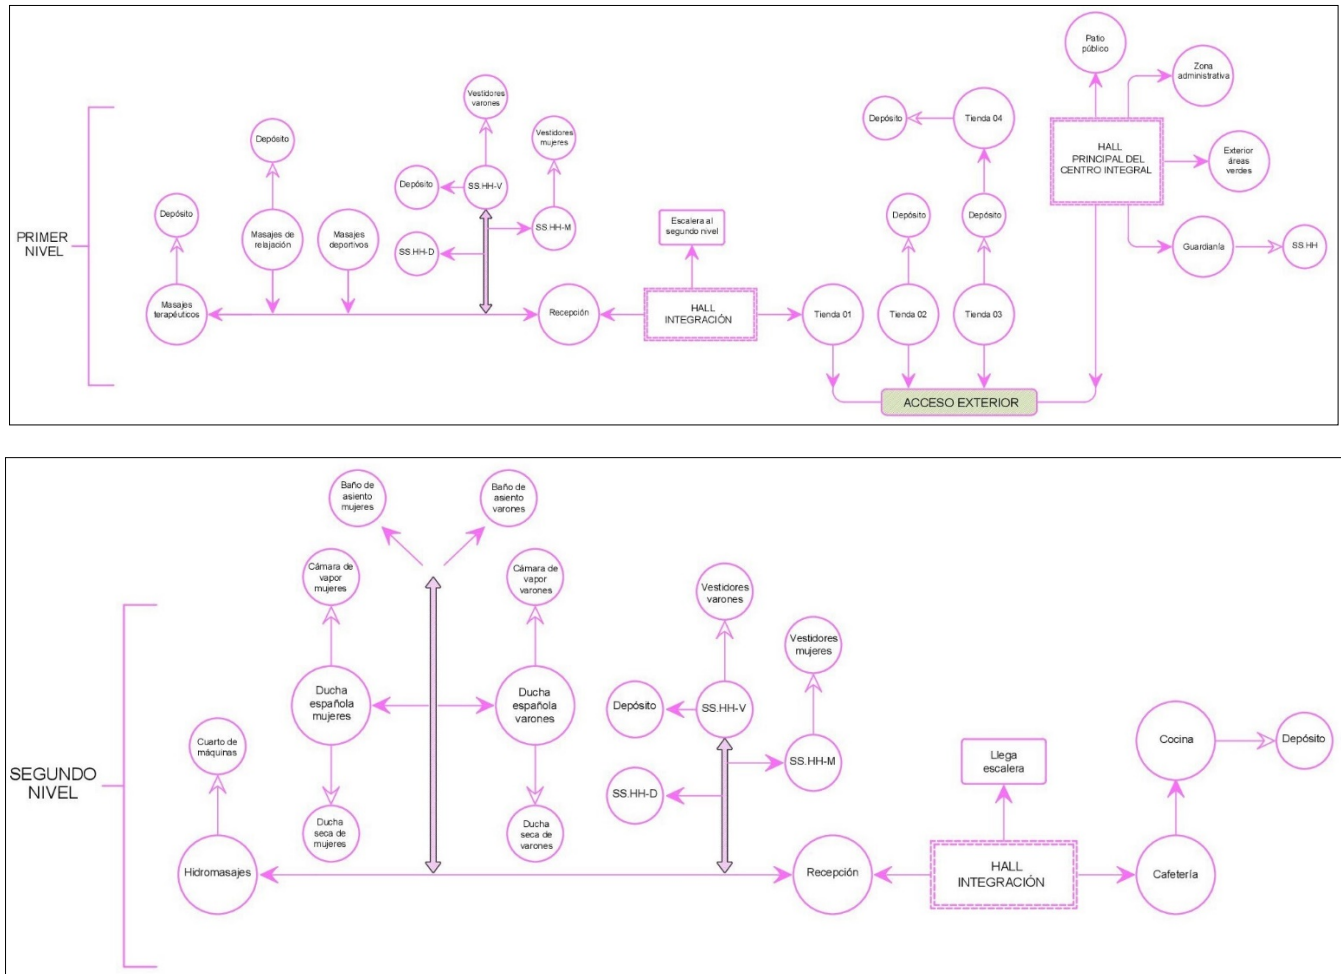 PRIMER
NIVEL
Depósito
Masajes
terapéuticos
Depósito
Masajes de
relajación
Masajes
deportivos
Vestidores
varones
Vestidores
mujeres
Depósito
SS.HH-V
SS.HH-D
SS.HH-M
Recepción
Escalera al
segundo nivel
HALL
INTEGRACIÓN
Tienda 01
Depósito
Tienda 04
Depósito
Depósito
Tienda 02
Tienda 03
ACCESO EXTERIOR
Patio
público
Zona
administrativa
HALL
PRINCIPAL DEL
CENTRO INTEGRAL
Exterior
áreas
verdes
Guardianía
SS.HH
SEGUNDO
NIVEL
Baño de
asiento
mujeres
Baño de
asiento
varones
Cámara de
vapor
mujeres
Cámara de
vapor
varones
Ducha
española
mujeres
Ducha
española
varones
Cuarto de
máquinas
Ducha
seca de
mujeres
Ducha
seca de
varones
Hidromasajes
Vestidores
varones
Vestidores
mujeres
Depósito
SS.HH-V
SS.HH-D
SS.HH-M
Recepción
Llega
escalera
HALL
INTEGRACIÓN
Cocina
Depósito
Cafetería